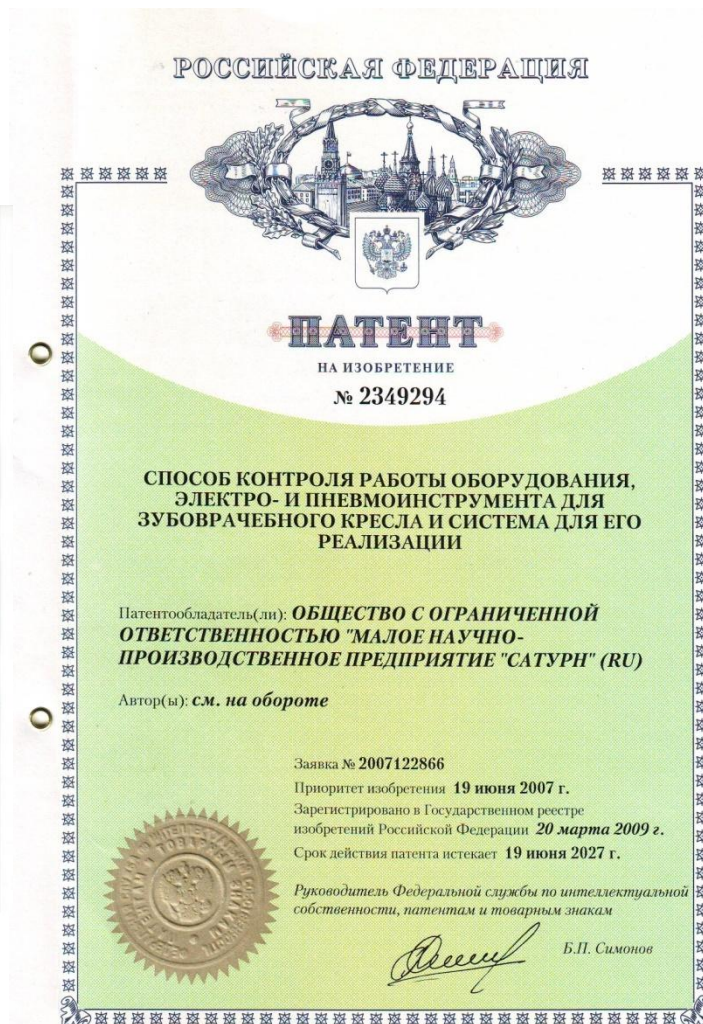 РОССИЙСКАЯ ФЕДЕРАЦИЯ
ПАТЕНТ
НА ИЗОБРЕТЕНИЕ
№ 2349294
СПОСОБ КОНТРОЛЯ РАБОТЫ ОБОРУДОВАНИЯ,
ЭЛЕКТРО- И ПНЕВМОИНСТРУМЕНТА ДЛЯ
ЗУБОВРАЧЕБНОГО КРЕСЛА И СИСТЕМА ДЛЯ ЕГО
РЕАЛИЗАЦИИ
Патентообладатель(ли): ОБЩЕСТВО С ОГРАНИЧЕННОЙ
ОТВЕТСТВЕННОСТЬЮ "МАЛОЕ НАУЧНО-
ПРОИЗВОДСТВЕННОЕ ПРЕДПРИЯТИЕ "САТУРН" (RU)
Автор(ы): см. на обороте
Заявка № 2007122866
Приоритет изобретения 19 июня 2007 г.
Зарегистрировано в Государственном реестре
изобретений Российской Федерации 20 марта 2009 г.
Срок действия патента истекает 19 июня 2027 г.
Руководитель Федеральной службы по интеллектуальной
собственности, патентам и товарным знакам
Б.П. Симонов